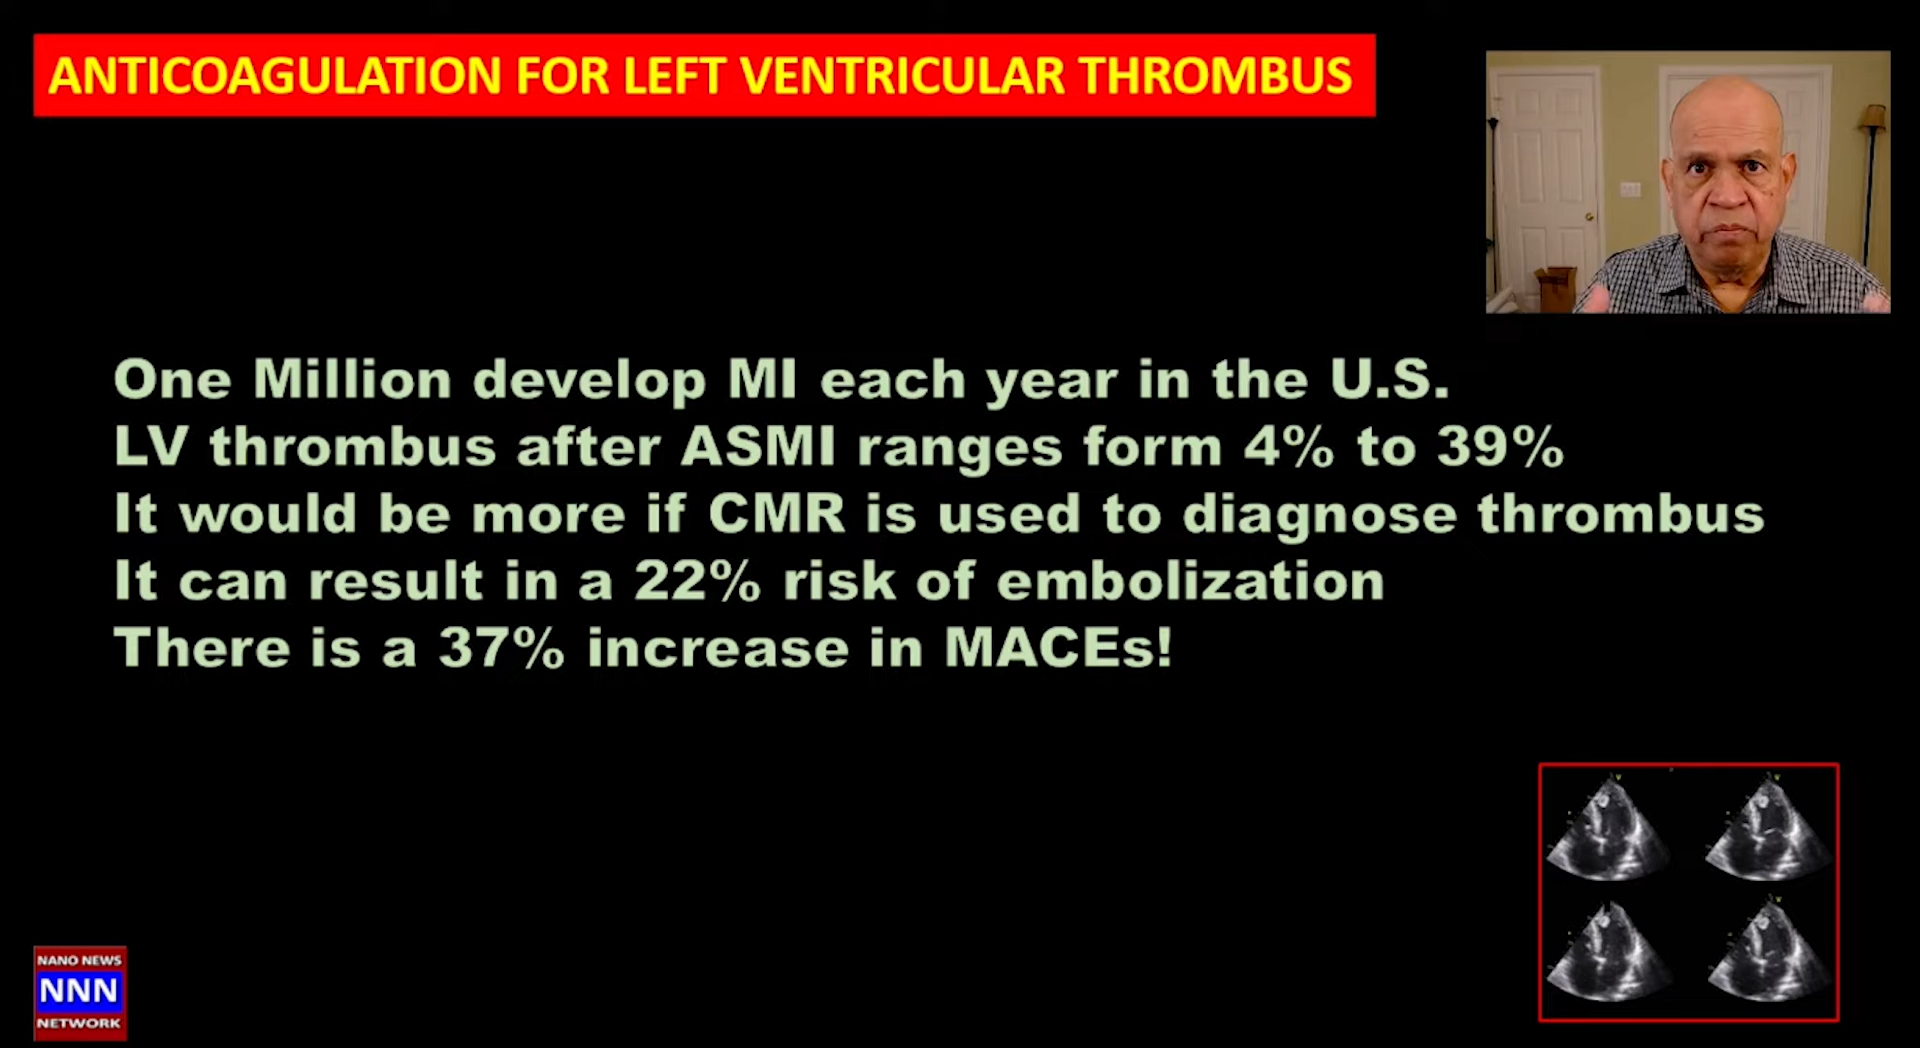 ANTICOAGULATION FOR LEFT VENTRICULAR THROMBUS
One Million develop MI each year in the U.S.
LV thrombus after ASMI ranges form 4% to 39%
It would be more if CMR is used to diagnose thrombus
It can result in a 22% risk of embolization
There is a 37% increase in MACEs!
NANO NEWS
NNN
NETWORK